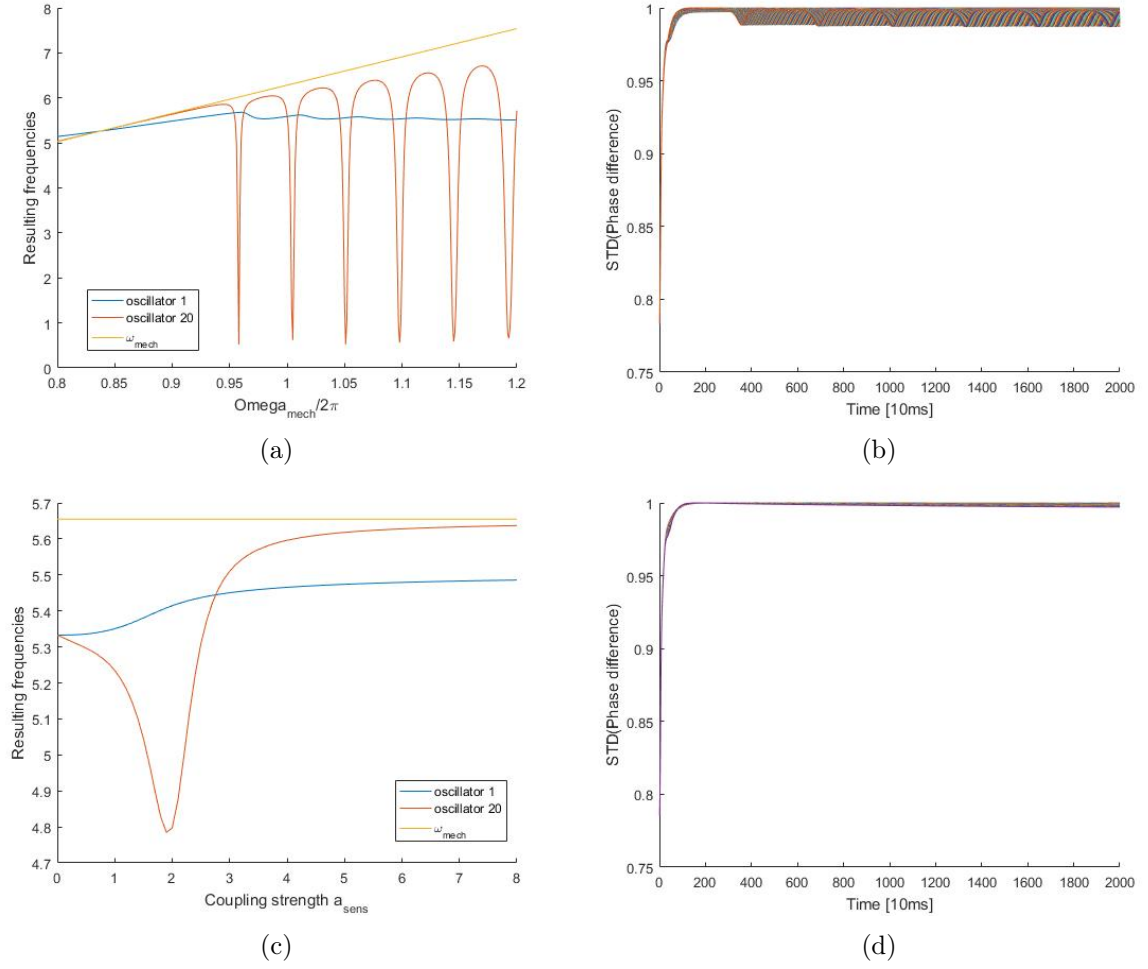 8
7
6
5
4
3
2
1
0
Resulting frequencies
oscillator 1
oscillator 20
ω_mech
0.8 0.85 0.9 0.95 1 1.05 1.1 1.15 1.2
Omega_mech/2π
(a)
1
0.95
0.9
0.85
0.8
0.75
STD(Phase difference)
0 200 400 600 800 1000 1200 1400 1600 1800 2000
Time [10ms]
(b)
5.7
5.6
5.5
5.4
5.3
5.2
5.1
5
4.9
4.8
4.7
Resulting frequencies
oscillator 1
oscillator 20
ω_mech
0 1 2 3 4 5 6 7 8
Coupling strength a_sens
(c)
1
0.95
0.9
0.85
0.8
0.75
STD(Phase difference)
0 200 400 600 800 1000 1200 1400 1600 1800 2000
Time [10ms]
(d)